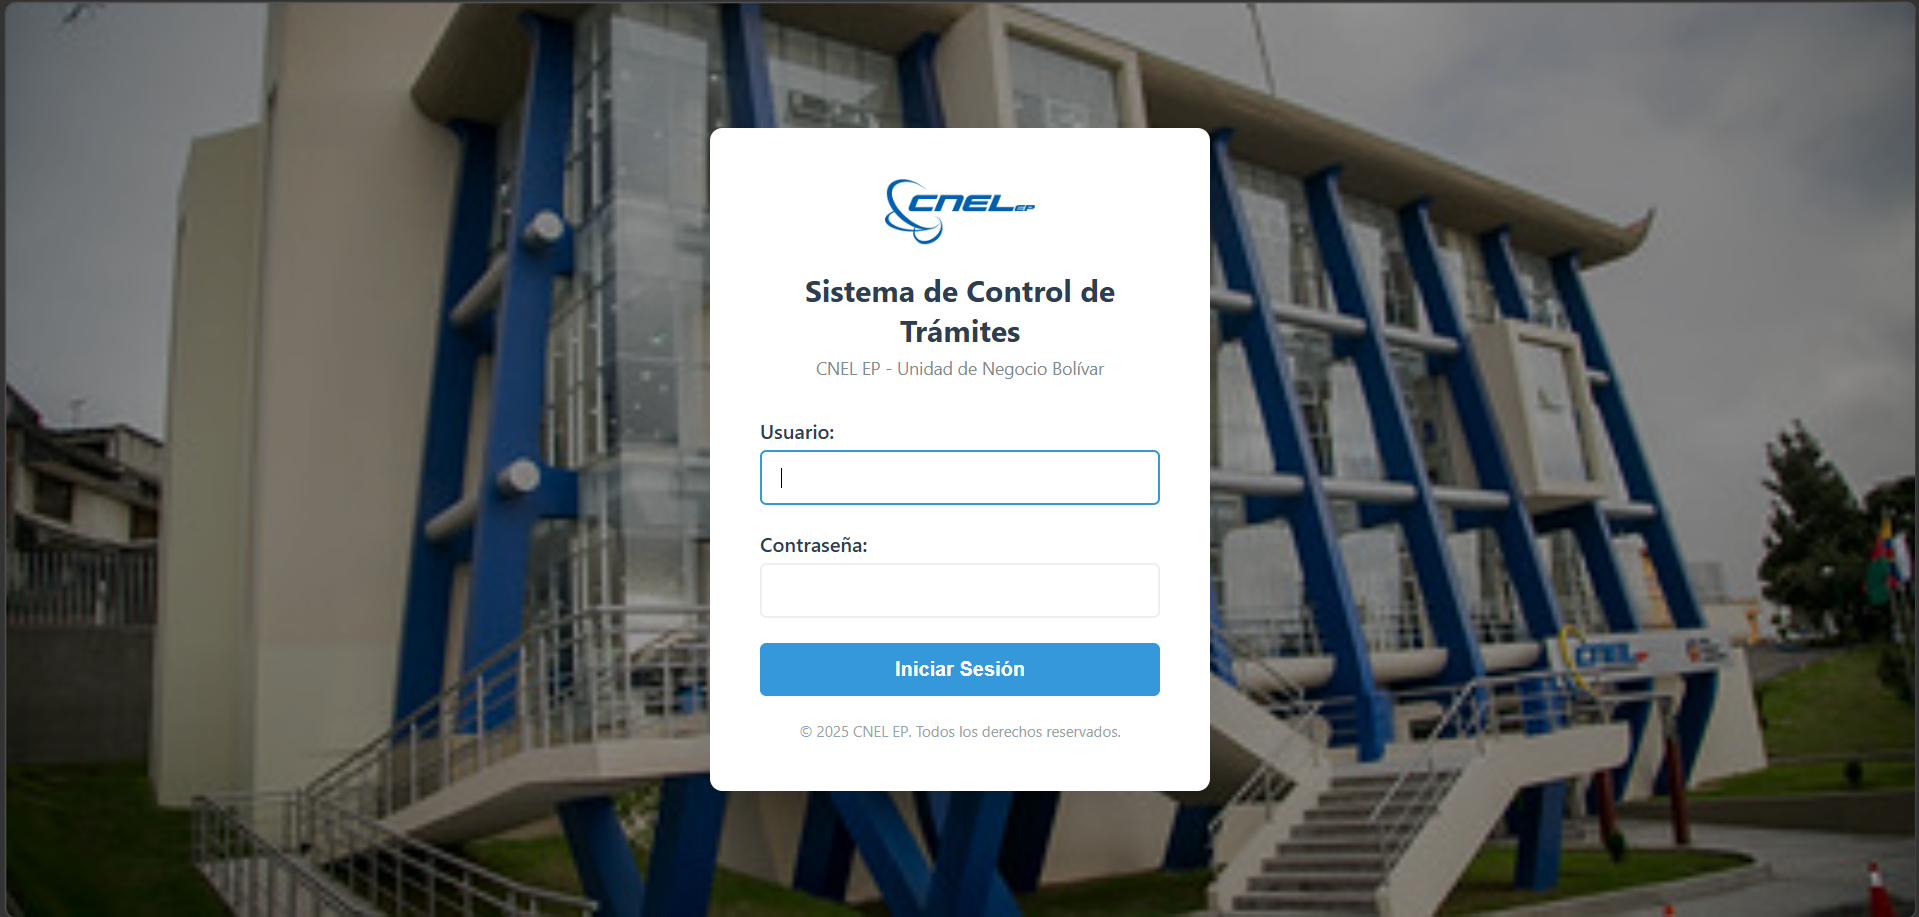 CNEL EP
Sistema de Control de
Trámites
CNEL EP - Unidad de Negocio Bolívar
Usuario:
Contraseña:
Iniciar Sesión
© 2025 CNEL EP. Todos los derechos reservados.
CNEL